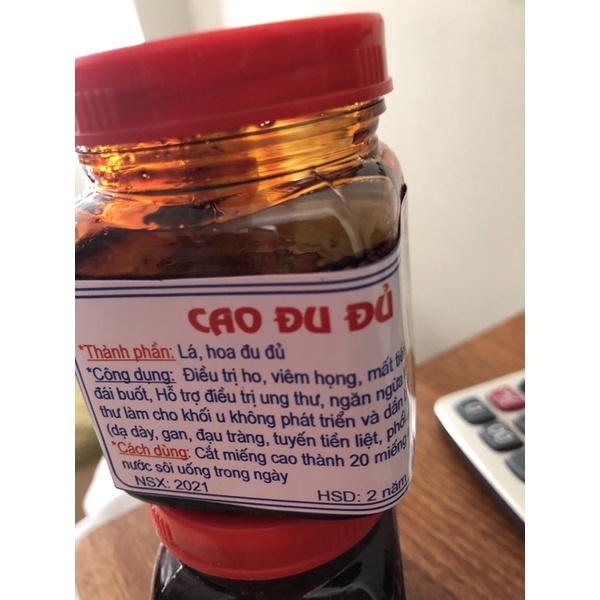 CAO ĐU ĐỦ
*Thành phần: Lá, hoa đu đủ
*Công dụng: Điều trị ho, viêm họng, mất
đái buốt, Hỗ trợ điều trị ung thư, ngăn ngừa
thư làm cho khối u không phát triển và dần
(dạ dày, gan, đạu tràng, tuyến tiền liệt, phổi
*Cách dùng: Cắt miếng cao thành 20 miếng
nước sôi uống trong ngày
NSX: 2021 HSD: 2 năm